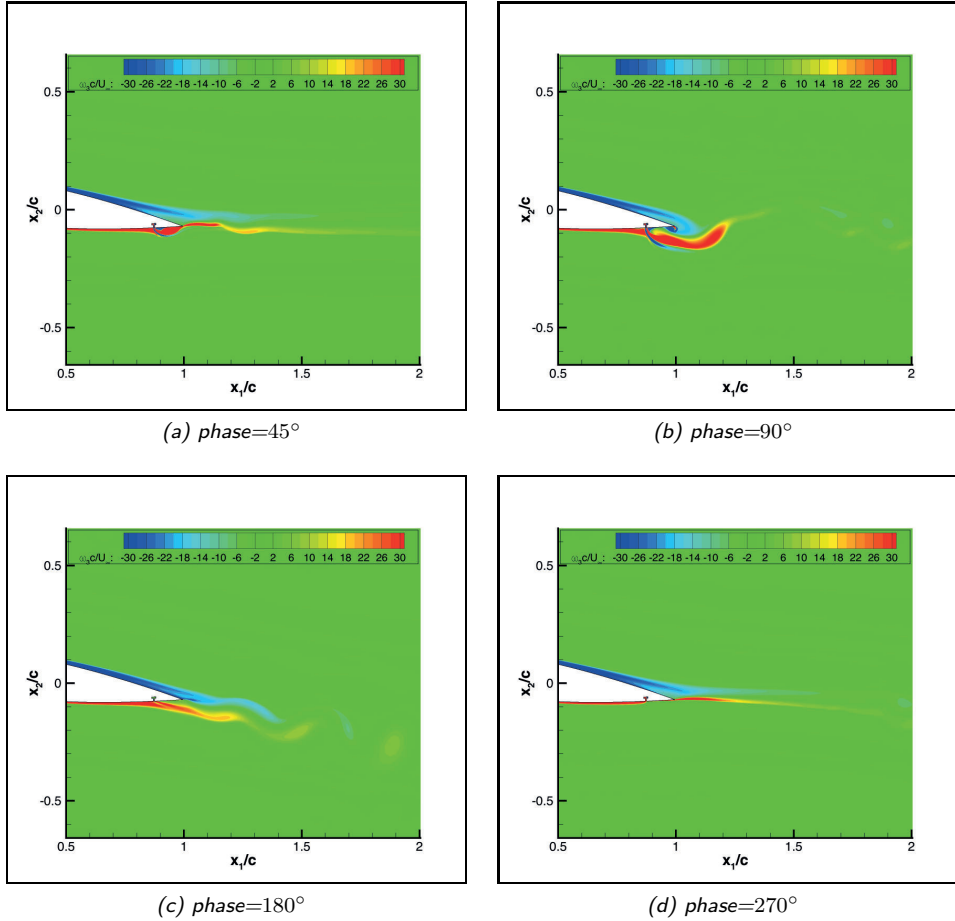 ω₃c/U∞: -30 -26 -22 -18 -14 -10 -6 -2 2 6 10 14 18 22 26 30
0.5
0
-0.5
x₂/c
0.5 1 1.5 2
x₁/c
(a) phase=45°
ω₃c/U∞: -30 -26 -22 -18 -14 -10 -6 -2 2 6 10 14 18 22 26 30
0.5
0
-0.5
x₂/c
0.5 1 1.5 2
x₁/c
(b) phase=90°
ω₃c/U∞: -30 -26 -22 -18 -14 -10 -6 -2 2 6 10 14 18 22 26 30
0.5
0
-0.5
x₂/c
0.5 1 1.5 2
x₁/c
(c) phase=180°
ω₃c/U∞: -30 -26 -22 -18 -14 -10 -6 -2 2 6 10 14 18 22 26 30
0.5
0
-0.5
x₂/c
0.5 1 1.5 2
x₁/c
(d) phase=270°